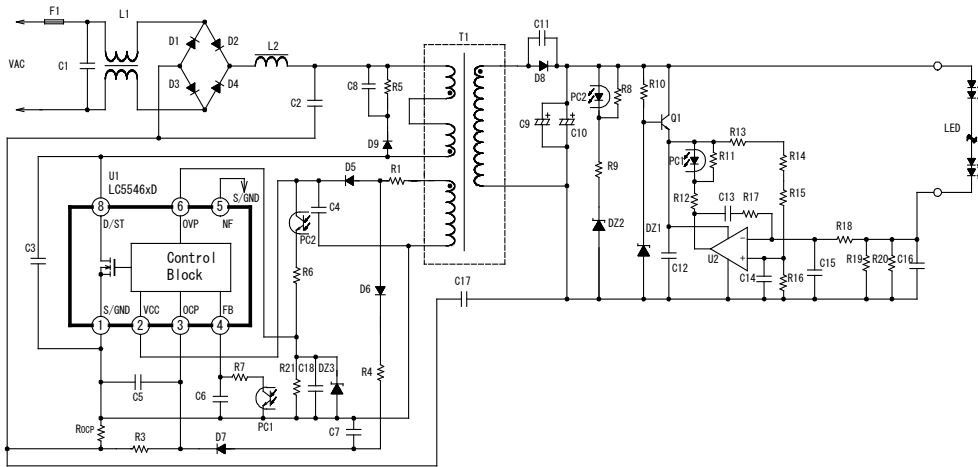 F1
L1
VAC
C1
D1
D2
D3
D4
L2
C2
C8
R5
D9
T1
C11
D8
C9
+
C10
+
PC2
R8
R9
DZ2
R10
DZ1
Q1
PC1
R11
R12
R13
R14
R15
C13
R17
U2
-
+
C12
C14
R16
C15
R18
R19
R20
C16
LED
U1
LC5546xD
S/GND
8
6
5
D/ST
OVP
NF
Control
Block
S/GND
VCC
OCP
FB
1
2
3
4
C3
PC2
C4
D5
R1
R6
D6
C17
R4
R7
R21
C18
DZ3
C5
C6
PC1
C7
ROCP
R3
D7